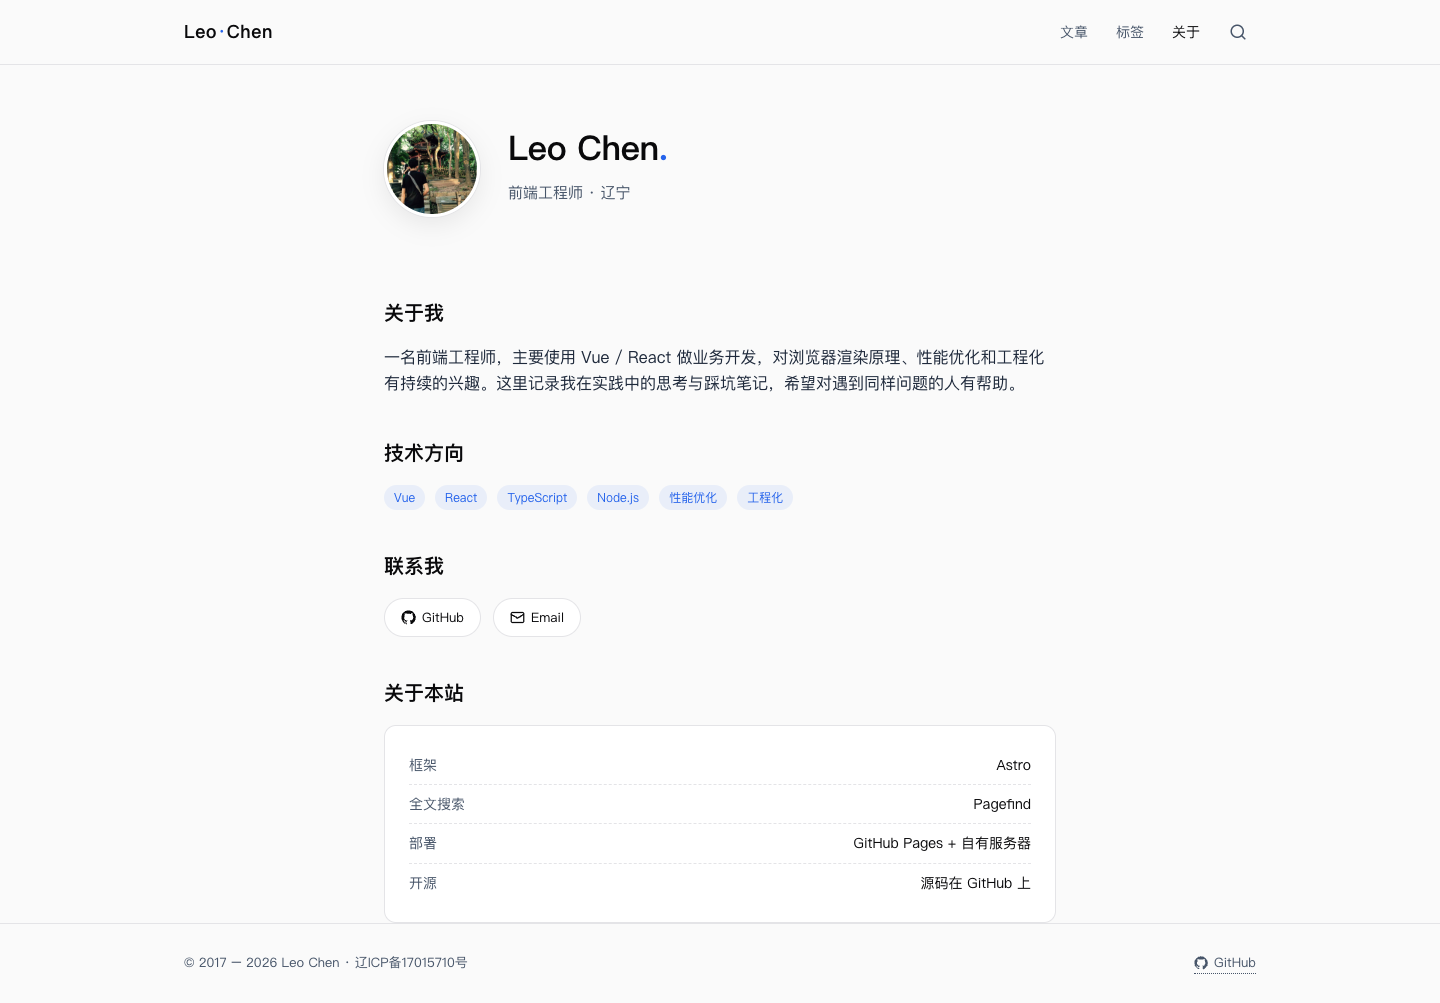 Leo·Chen
文章 标签 关于
Leo Chen.
前端工程师 · 辽宁
关于我
一名前端工程师，主要使用 Vue / React 做业务开发，对浏览器渲染原理、性能优化和工程化
有持续的兴趣。这里记录我在实践中的思考与踩坑笔记，希望对遇到同样问题的人有帮助。
技术方向
Vue React TypeScript Node.js 性能优化 工程化
联系我
GitHub Email
关于本站
框架 Astro
全文搜索 Pagefind
部署 GitHub Pages + 自有服务器
开源 源码在 GitHub 上
© 2017 — 2026 Leo Chen · 辽ICP备17015710号
GitHub